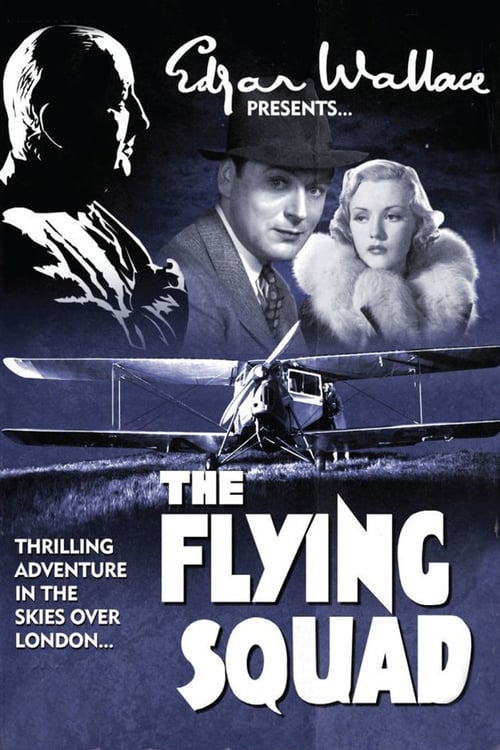 Edgar Wallace
PRESENTS...
THE
FLYING
SQUAD
THRILLING
ADVENTURE
IN THE
SKIES OVER
LONDON...